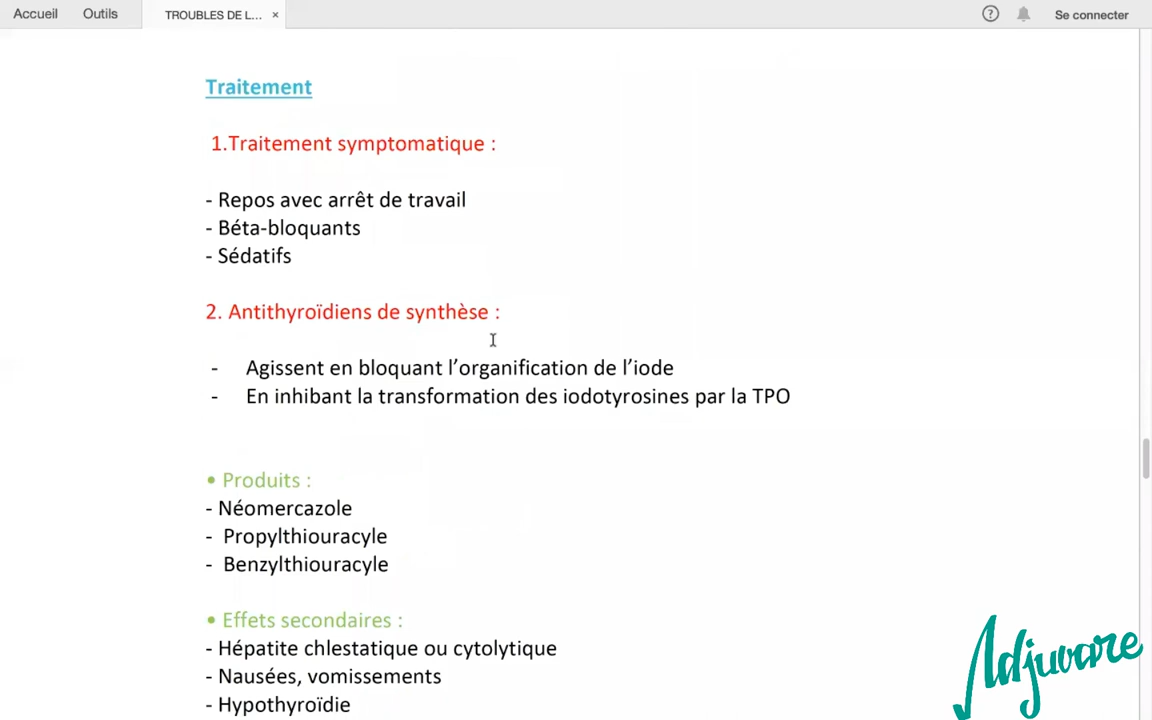 Accueil Outils TROUBLES DE L... × ? Se connecter
Traitement
1.Traitement symptomatique :
- Repos avec arrêt de travail
- Béta-bloquants
- Sédatifs
2. Antithyroïdiens de synthèse :
- Agissent en bloquant l’organification de l’iode
- En inhibant la transformation des iodotyrosines par la TPO
• Produits :
- Néomercazole
- Propylthiouracyle
- Benzylthiouracyle
• Effets secondaires :
- Hépatite chlestatique ou cytolytique
- Nausées, vomissements
- Hypothyroïdie
Adjuvare